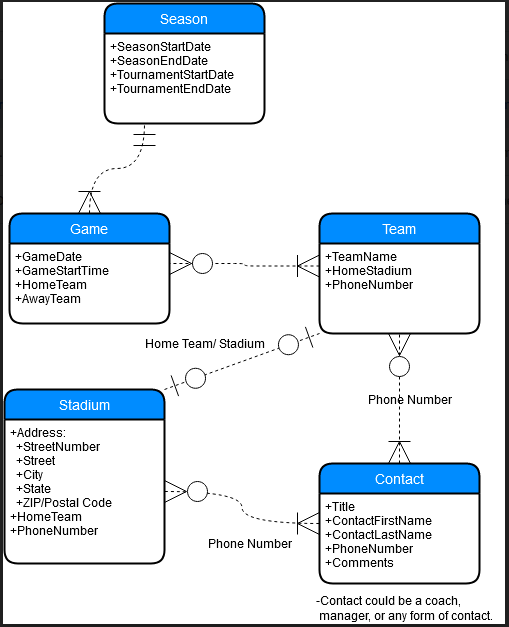 Season
+SeasonStartDate
+SeasonEndDate
+TournamentStartDate
+TournamentEndDate
Game
+GameDate
+GameStartTime
+HomeTeam
+AwayTeam
Team
+TeamName
+HomeStadium
+PhoneNumber
Home Team/ Stadium
Phone Number
Stadium
+Address:
+StreetNumber
+Street
+City
+State
+ZIP/Postal Code
+HomeTeam
+PhoneNumber
Phone Number
Contact
+Title
+ContactFirstName
+ContactLastName
+PhoneNumber
+Comments
-Contact could be a coach,
manager, or any form of contact.